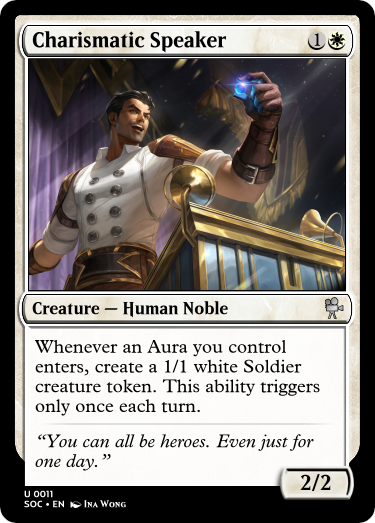 Charismatic Speaker 1
Creature — Human Noble
Whenever an Aura you control
enters, create a 1/1 white Soldier
creature token. This ability triggers
only once each turn.
“You can all be heroes. Even just for
one day.”
2/2
U 0011
SOC • EN Ina Wong